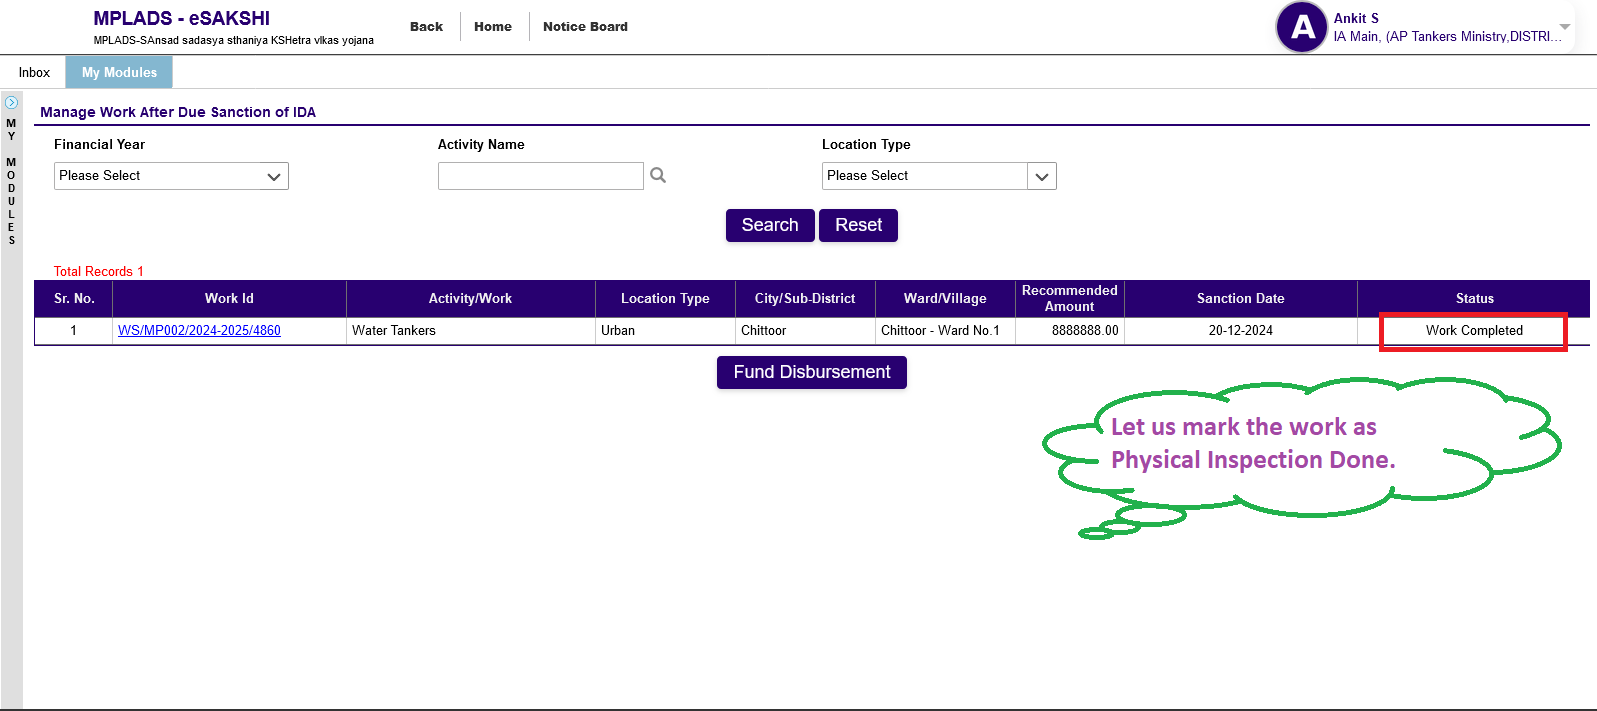 MPLADS - eSAKSHI
MPLADS-SAnsad sadasya sthaniya KSHetra vIkas yojana
Back
Home
Notice Board
A
Ankit S
IA Main, (AP Tankers Ministry,DISTRI...
Inbox
My Modules
MY MODULES
Manage Work After Due Sanction of IDA
Financial Year
Activity Name
Location Type
Please Select
Please Select
Search
Reset
Total Records 1
Sr. No. Work Id Activity/Work Location Type City/Sub-District Ward/Village Recommended Amount Sanction Date Status
1 WS/MP002/2024-2025/4860 Water Tankers Urban Chittoor Chittoor - Ward No.1 8888888.00 20-12-2024 Work Completed
Fund Disbursement
Let us mark the work as
Physical Inspection Done.